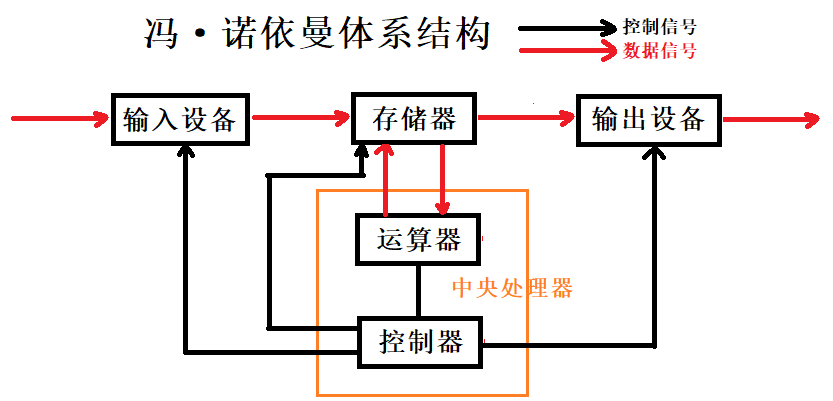 冯·诺依曼体系结构
控制信号
数据信号
输入设备
存储器
输出设备
运算器
中央处理器
控制器